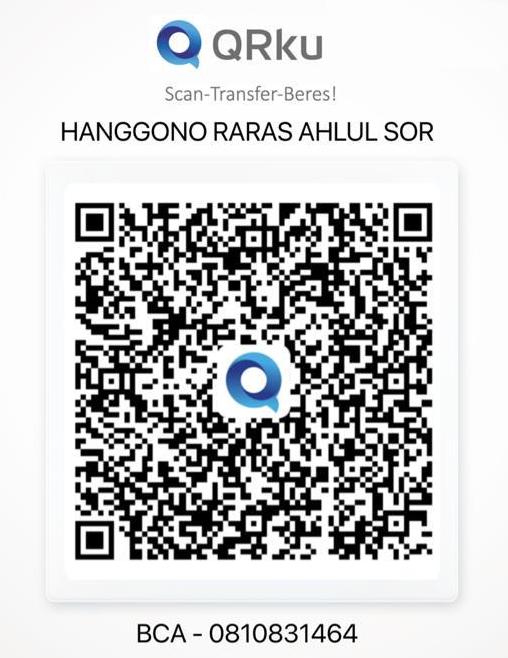 QRku
Scan-Transfer-Beres!
HANGGONO RARAS AHLUL SOR
BCA - 0810831464